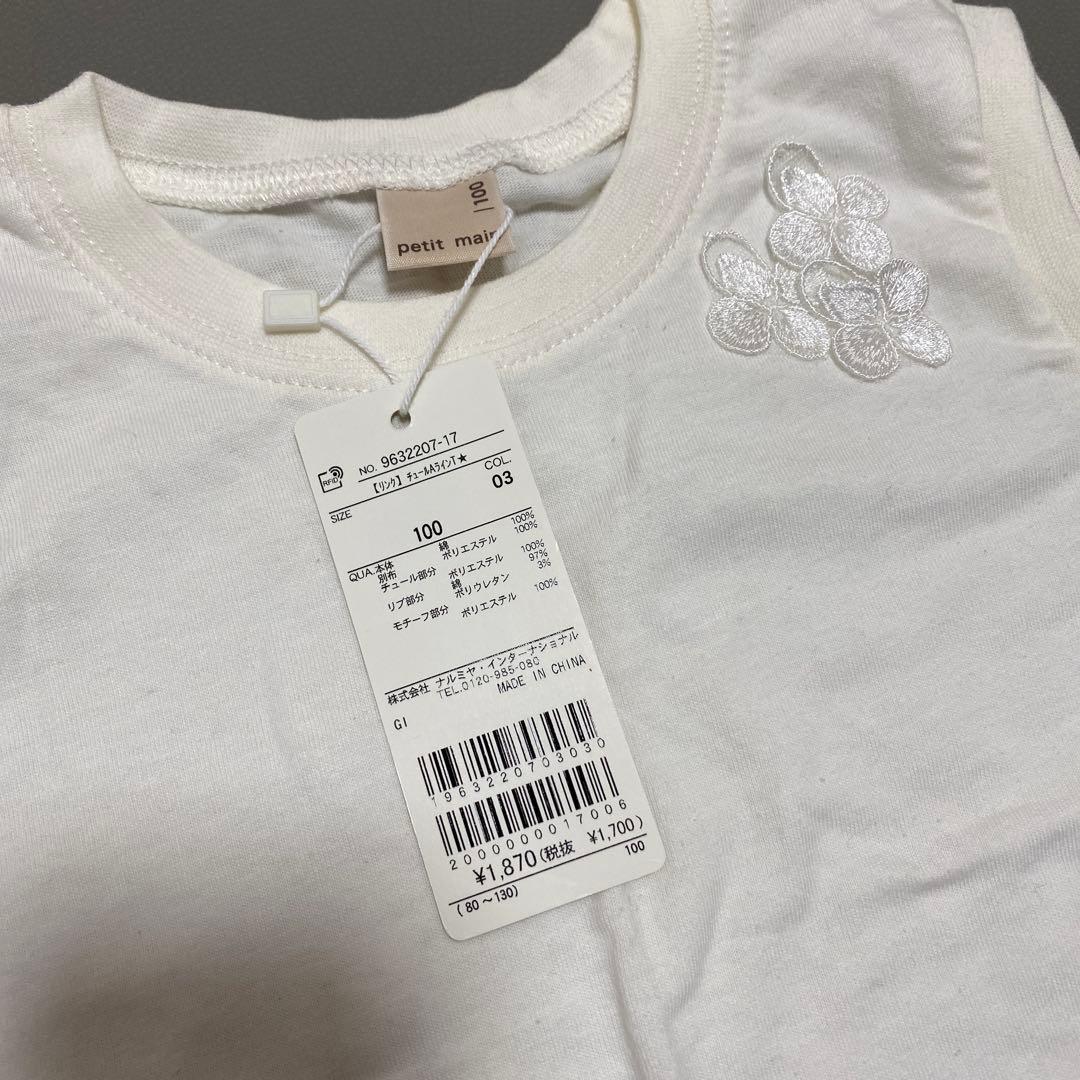 /100
petit main
RFID
NO. 9632207-17
【リンク】チュールAラインT★
SIZE
COL.
100
03
QUA.本体 綿 100%
別布 ポリエステル 100%
チュール部分 ポリエステル 100%
リブ部分 綿 97%
ポリウレタン 3%
モチーフ部分 ポリエステル 100%
株式会社 ナルミヤ・インターナショナル
TEL.0120-985-080
MADE IN CHINA
GI
1963220703030
2000000017006
¥1,870(税抜 ¥1,700)
(80～130)
100